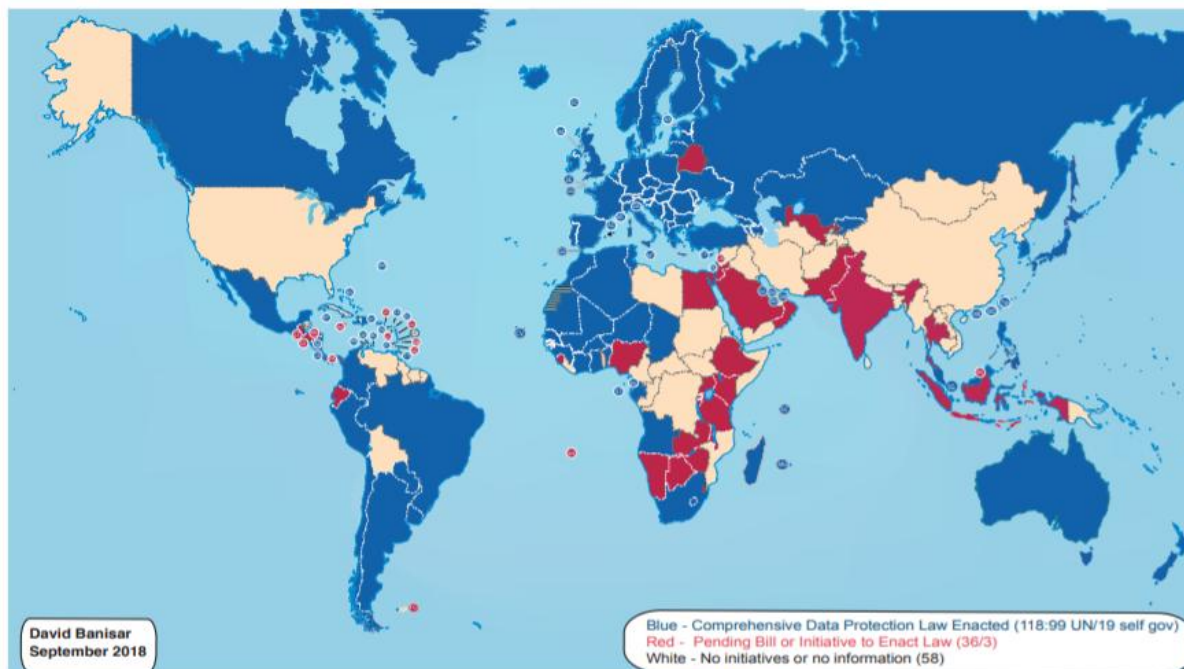 David Banisar
September 2018
Blue - Comprehensive Data Protection Law Enacted (118:99 UN/19 self gov)
Red - Pending Bill or Initiative to Enact Law (36/3)
White - No initiatives or no information (58)